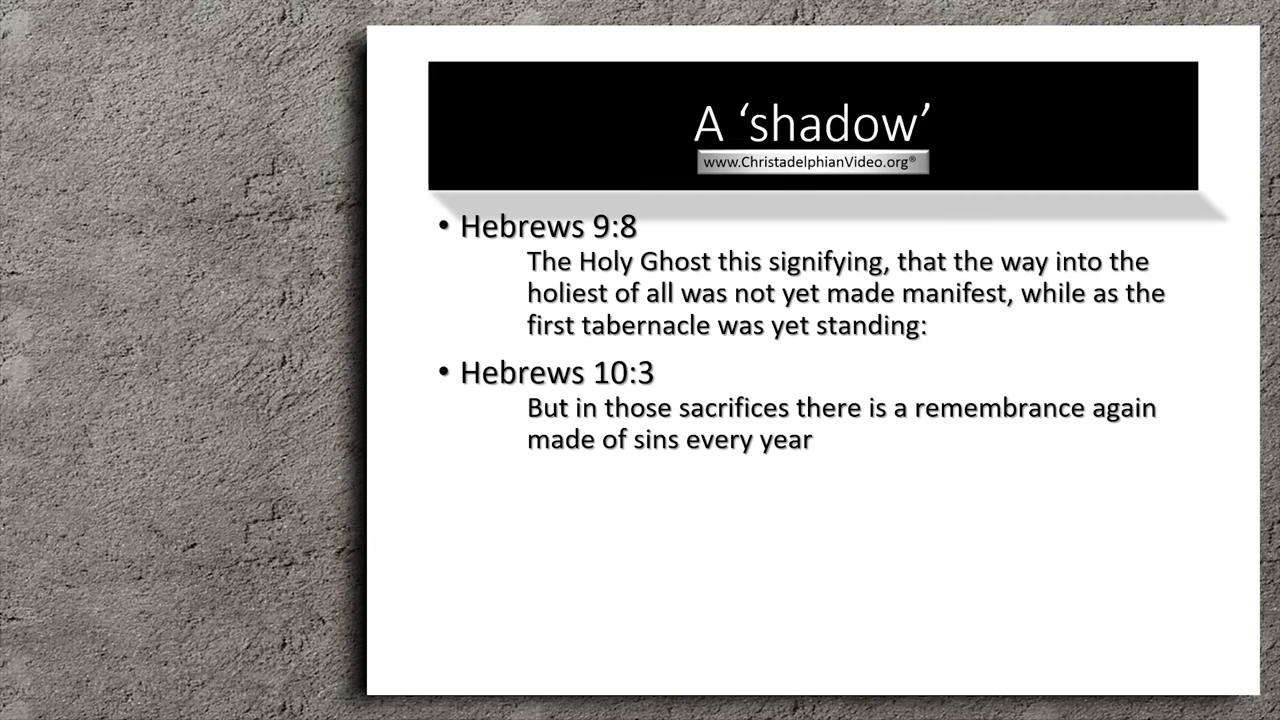 A ‘shadow’
www.ChristadelphianVideo.org®
• Hebrews 9:8
The Holy Ghost this signifying, that the way into the
holiest of all was not yet made manifest, while as the
first tabernacle was yet standing:
• Hebrews 10:3
But in those sacrifices there is a remembrance again
made of sins every year